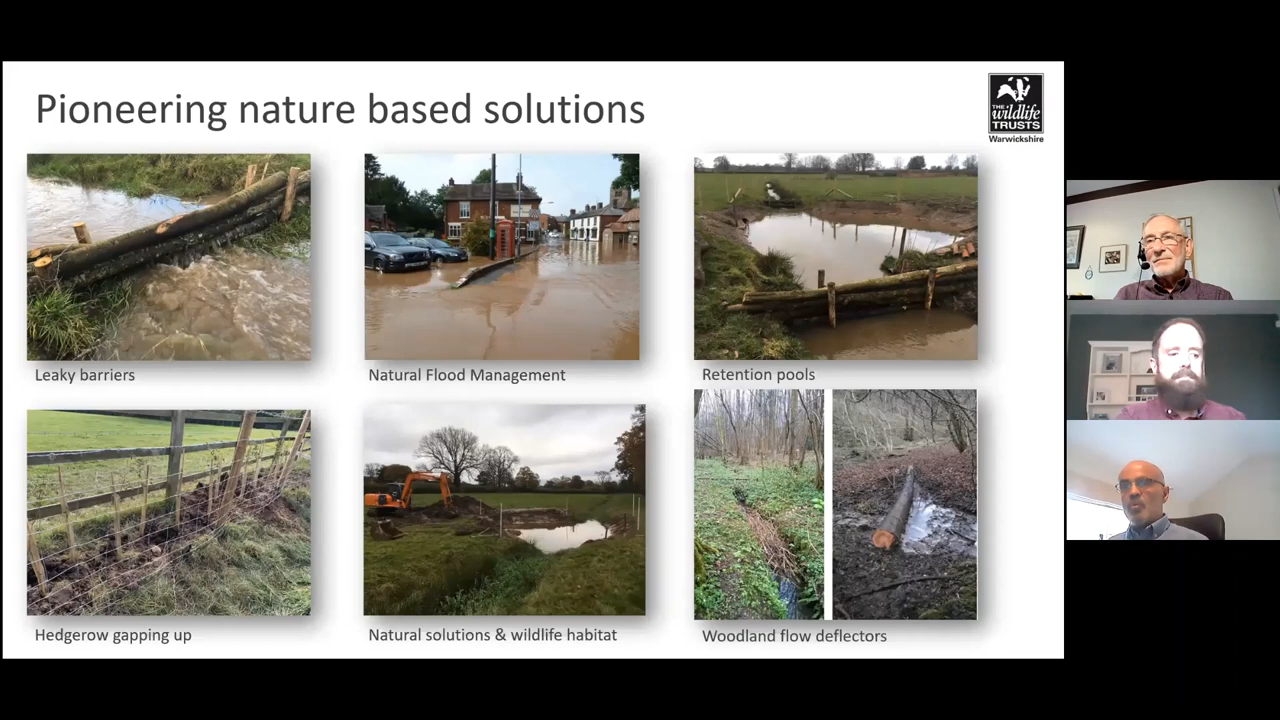 Pioneering nature based solutions
THE
wildlife
TRUSTS
Warwickshire
Leaky barriers
Natural Flood Management
Retention pools
Hedgerow gapping up
Natural solutions & wildlife habitat
Woodland flow deflectors